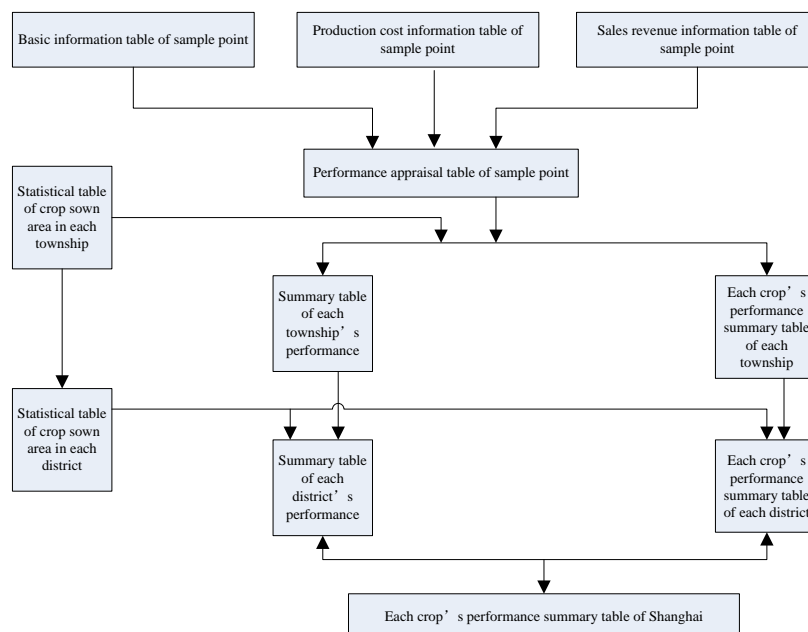 Basic information table of sample point
Production cost information table of
sample point
Sales revenue information table of
sample point
Performance appraisal table of sample point
Statistical table
of crop sown
area in each
township
Summary table
of each
township’s
performance
Each crop’s
performance
summary table
of each
township
Statistical table
of crop sown
area in each
district
Summary table
of each
district’s
performance
Each crop’s
performance
summary table
of each district
Each crop’s performance summary table of Shanghai